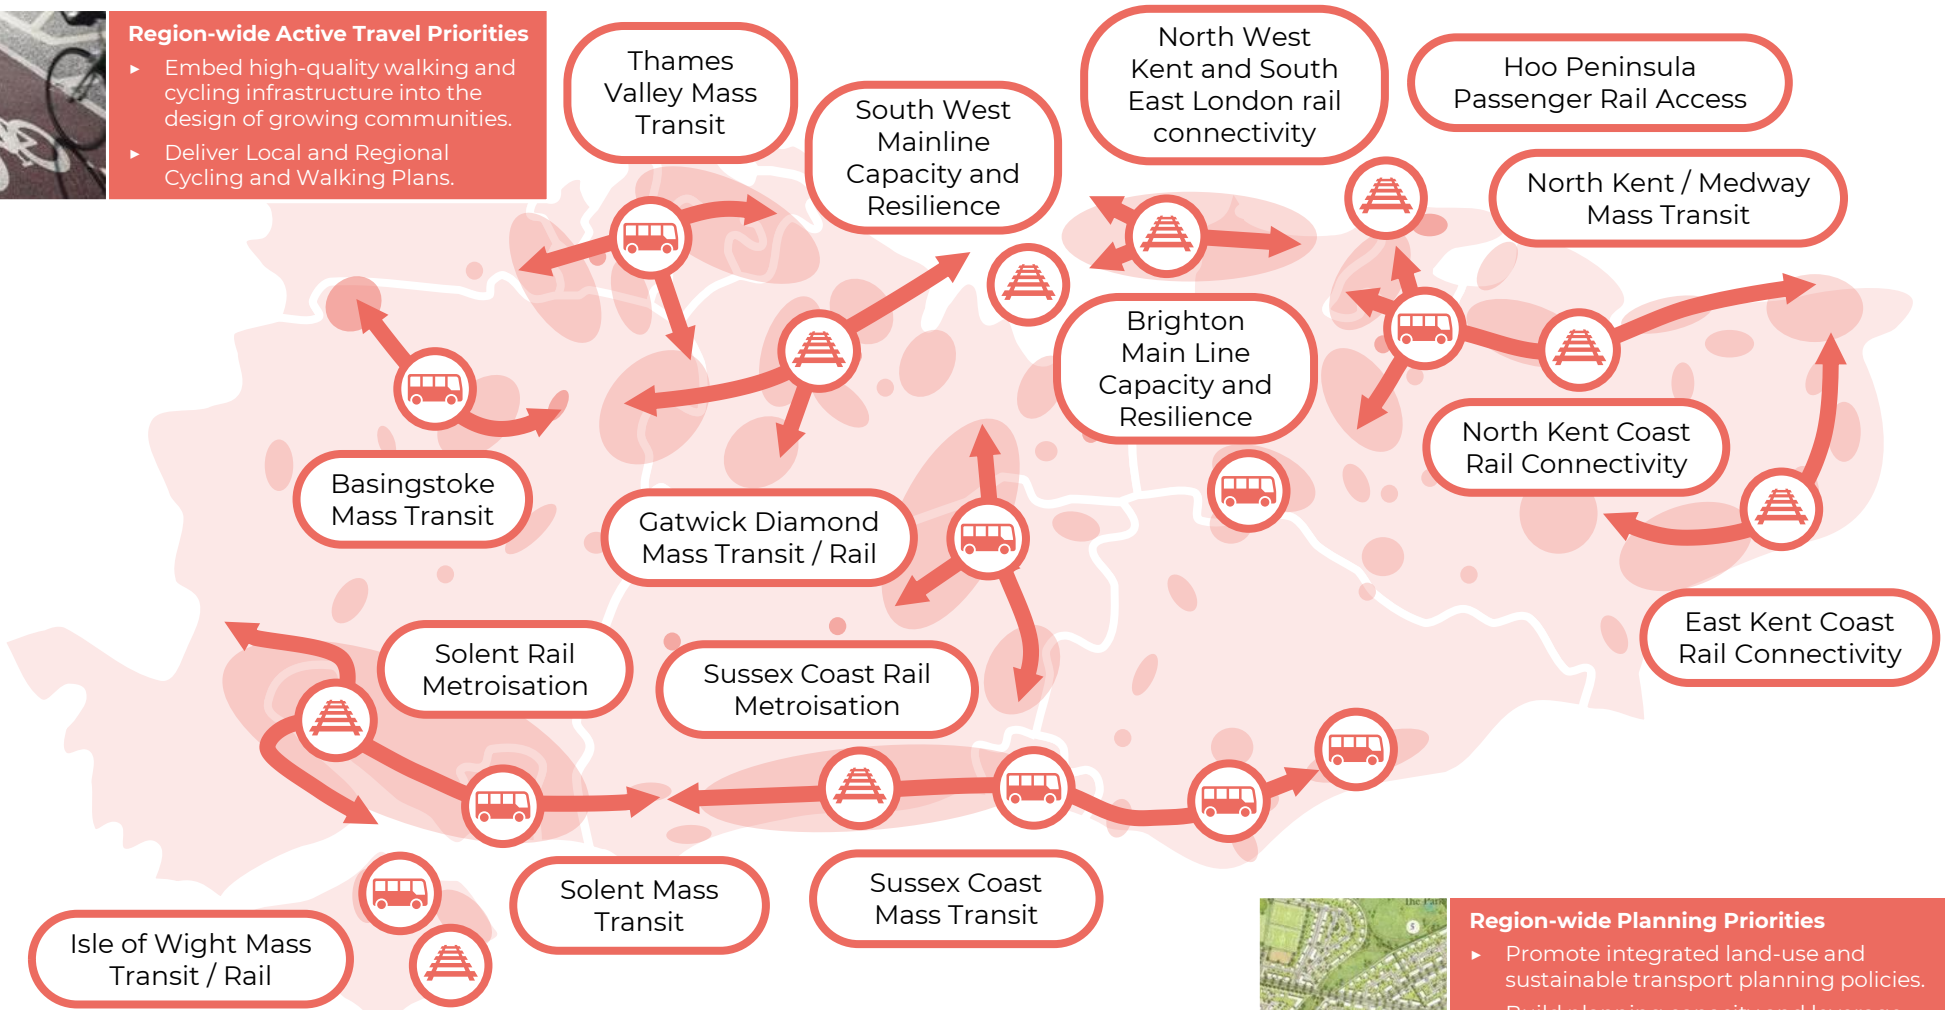 Region-wide Active Travel Priorities
▸ Embed high-quality walking and
cycling infrastructure into the
design of growing communities.
▸ Deliver Local and Regional
Cycling and Walking Plans.
Thames
Valley Mass
Transit
South West
Mainline
Capacity and
Resilience
North West
Kent and South
East London rail
connectivity
Hoo Peninsula
Passenger Rail Access
North Kent / Medway
Mass Transit
Brighton
Main Line
Capacity and
Resilience
North Kent Coast
Rail Connectivity
Basingstoke
Mass Transit
Gatwick Diamond
Mass Transit / Rail
East Kent Coast
Rail Connectivity
Solent Rail
Metroisation
Sussex Coast Rail
Metroisation
Solent Mass
Transit
Sussex Coast
Mass Transit
Isle of Wight Mass
Transit / Rail
The Park
Region-wide Planning Priorities
▸ Promote integrated land-use and
sustainable transport planning policies.